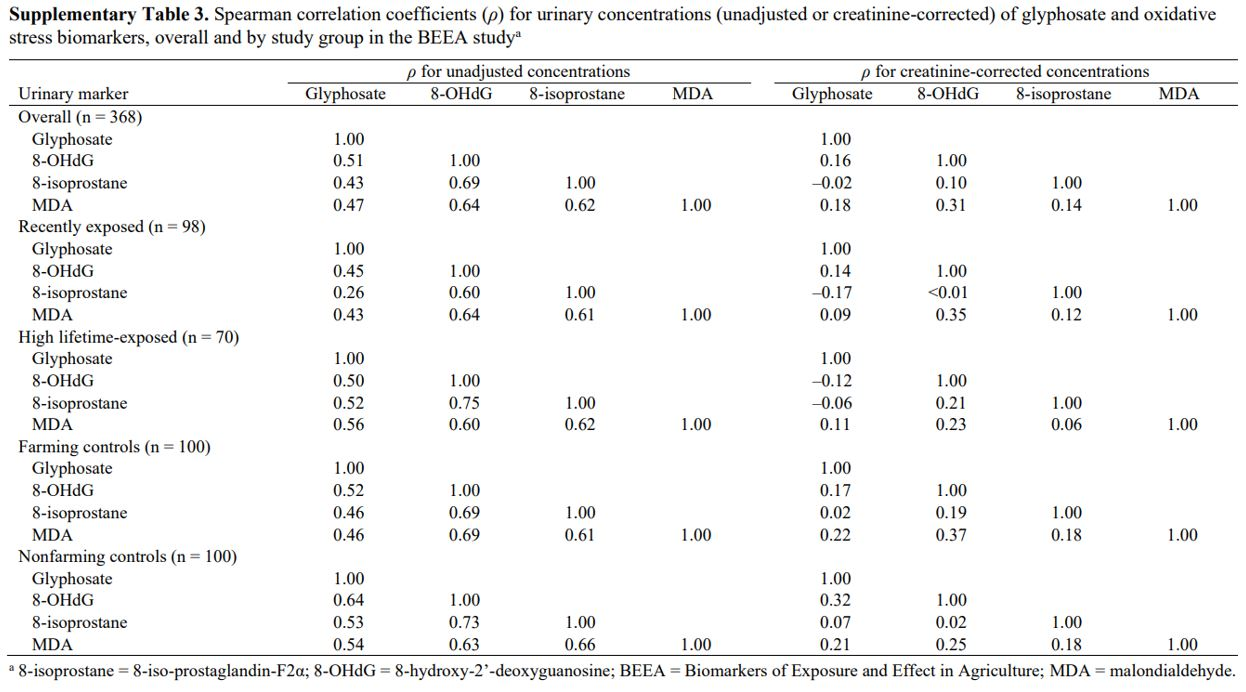 Supplementary Table 3. Spearman correlation coefficients (ρ) for urinary concentrations (unadjusted or creatinine-corrected) of glyphosate and oxidative
stress biomarkers, overall and by study group in the BEEA studyᵃ
ρ for unadjusted concentrations ρ for creatinine-corrected concentrations
Urinary marker Glyphosate 8-OHdG 8-isoprostane MDA Glyphosate 8-OHdG 8-isoprostane MDA
Overall (n = 368)
Glyphosate 1.00 1.00
8-OHdG 0.51 1.00 0.16 1.00
8-isoprostane 0.43 0.69 1.00 –0.02 0.10 1.00
MDA 0.47 0.64 0.62 1.00 0.18 0.31 0.14 1.00
Recently exposed (n = 98)
Glyphosate 1.00 1.00
8-OHdG 0.45 1.00 0.14 1.00
8-isoprostane 0.26 0.60 1.00 –0.17 <0.01 1.00
MDA 0.43 0.64 0.61 1.00 0.09 0.35 0.12 1.00
High lifetime-exposed (n = 70)
Glyphosate 1.00 1.00
8-OHdG 0.50 1.00 –0.12 1.00
8-isoprostane 0.52 0.75 1.00 –0.06 0.21 1.00
MDA 0.56 0.60 0.62 1.00 0.11 0.23 0.06 1.00
Farming controls (n = 100)
Glyphosate 1.00 1.00
8-OHdG 0.52 1.00 0.17 1.00
8-isoprostane 0.46 0.69 1.00 0.02 0.19 1.00
MDA 0.46 0.69 0.61 1.00 0.22 0.37 0.18 1.00
Nonfarming controls (n = 100)
Glyphosate 1.00 1.00
8-OHdG 0.64 1.00 0.32 1.00
8-isoprostane 0.53 0.73 1.00 0.07 0.02 1.00
MDA 0.54 0.63 0.66 1.00 0.21 0.25 0.18 1.00
ᵃ 8-isoprostane = 8-iso-prostaglandin-F2α; 8-OHdG = 8-hydroxy-2’-deoxyguanosine; BEEA = Biomarkers of Exposure and Effect in Agriculture; MDA = malondialdehyde.